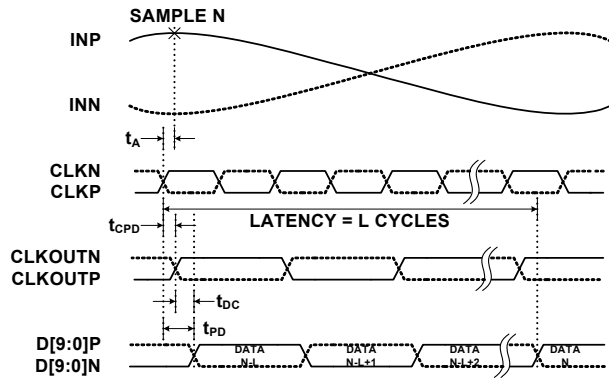 SAMPLE N
INP
INN
tA
CLKN
CLKP
LATENCY = L CYCLES
tCPD
CLKOUTN
CLKOUTP
tDC
tPD
D[9:0]P
D[9:0]N
DATA N-L
DATA N-L+1
DATA N-L+2
DATA N